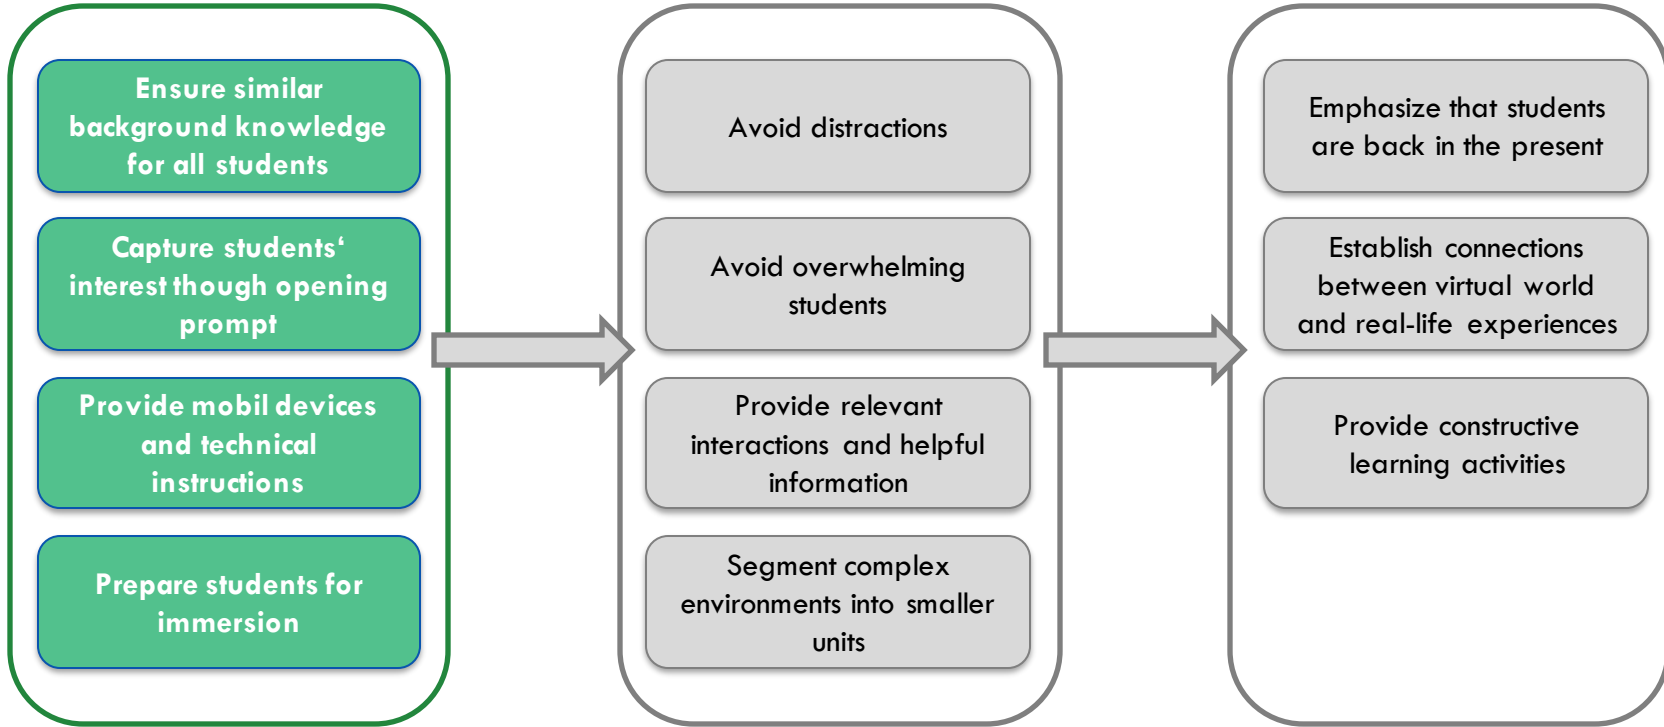 Ensure similar
background knowledge
for all students
Capture students‘
interest though opening
prompt
Provide mobil devices
and technical
instructions
Prepare students for
immersion
Avoid distractions
Avoid overwhelming
students
Provide relevant
interactions and helpful
information
Segment complex
environments into smaller
units
Emphasize that students
are back in the present
Establish connections
between virtual world
and real-life experiences
Provide constructive
learning activities